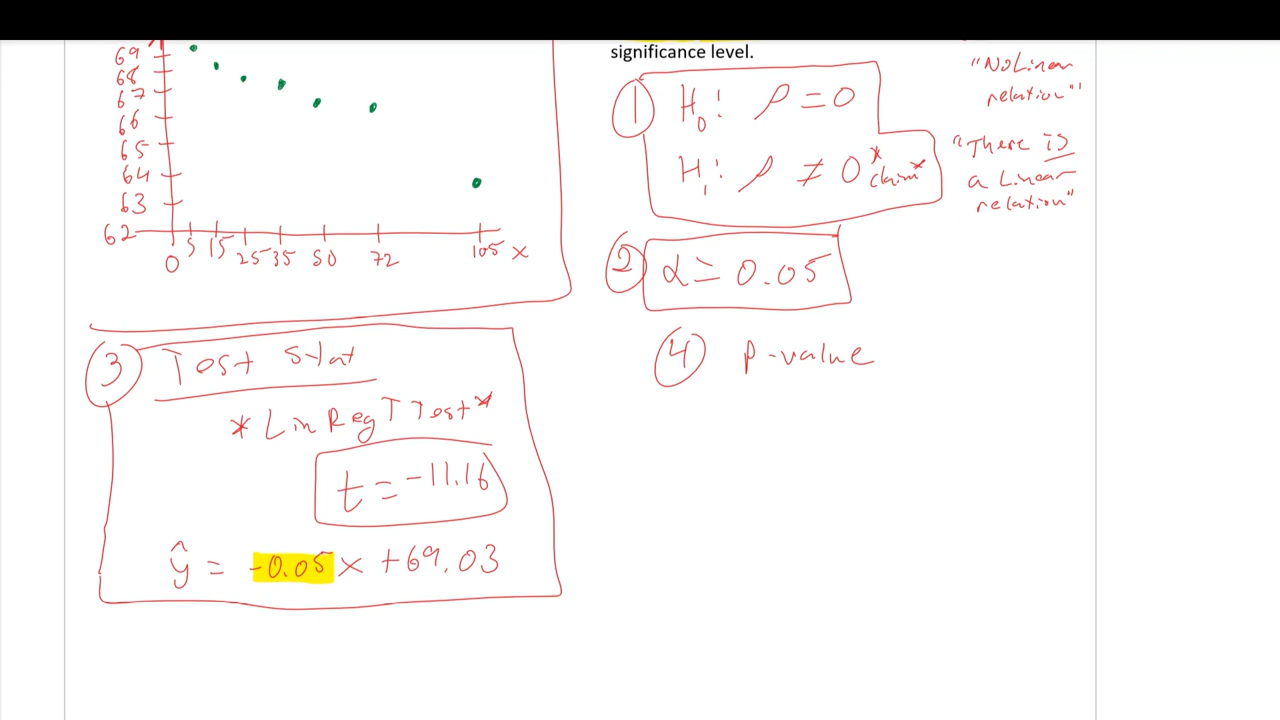 69
68
67
66
65
64
63
62
0 5 15 25 35 50 72 105 x
significance level.
1 H₀: ρ = 0
"No Linear
relation"
H₁: ρ ≠ 0 *claim*
"There is
a Linear
relation"
2 α = 0.05
3 Test Stat
*LinRegTTest*
t = -11.16
ŷ = -0.05x + 69.03
4 p-value